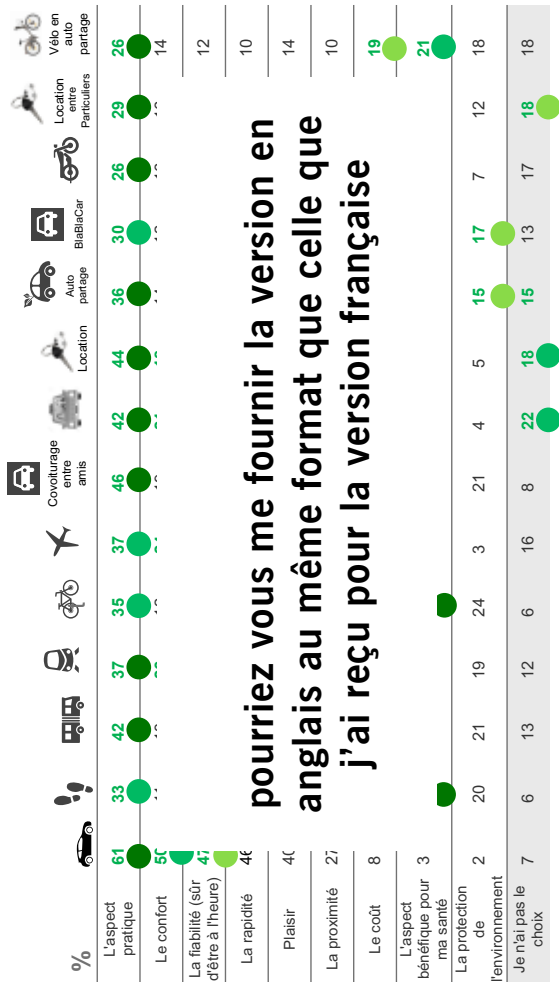 %
Covoiturage
entre
amis
Location
Auto
partage
BlaBlaCar
Location
entre
Particuliers
Vélo en
auto
partage
L'aspect
pratique
61 33 42 37 35 37 46 42 44 36 30 26 29 26
Le confort
50 14
La fiabilité (sûr
d'être à l'heure)
47 12
La rapidité
46 10
Plaisir
40 14
La proximité
27 10
Le coût
8 19
L'aspect
bénéfique pour
ma santé
3 21
La protection
de
l'environnement
2 20 21 19 24 3 21 4 5 15 17 7 12 18
Je n'ai pas le
choix
7 6 13 12 6 16 8 22 18 15 13 17 18 18
pourriez vous me fournir la version en
anglais au même format que celle que
j'ai reçu pour la version française